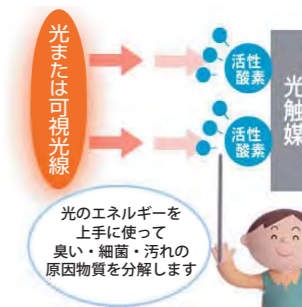 光または可視光線
活性
酸素
活性
酸素
光触媒
光のエネルギーを
上手に使って
臭い・細菌・汚れの
原因物質を分解します